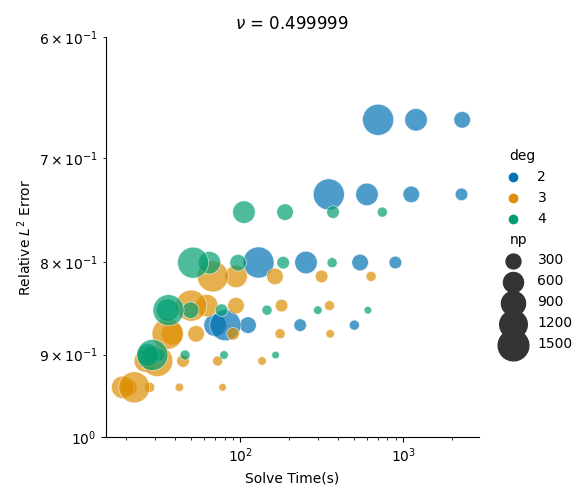 ν = 0.499999
6 × 10⁻¹
7 × 10⁻¹
8 × 10⁻¹
9 × 10⁻¹
10⁰
Relative L² Error
10²
10³
Solve Time(s)
deg
2
3
4
np
300
600
900
1200
1500